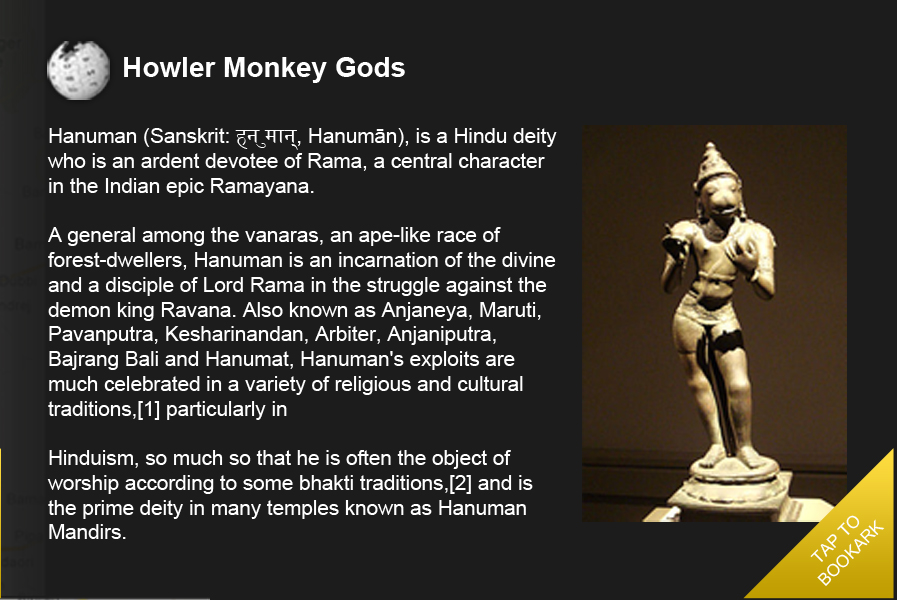 Howler Monkey Gods
Hanuman (Sanskrit: हनुमान्, Hanumān), is a Hindu deity
who is an ardent devotee of Rama, a central character
in the Indian epic Ramayana.
A general among the vanaras, an ape-like race of
forest-dwellers, Hanuman is an incarnation of the divine
and a disciple of Lord Rama in the struggle against the
demon king Ravana. Also known as Anjaneya, Maruti,
Pavanputra, Kesharinandan, Arbiter, Anjaniputra,
Bajrang Bali and Hanumat, Hanuman's exploits are
much celebrated in a variety of religious and cultural
traditions,[1] particularly in
Hinduism, so much so that he is often the object of
worship according to some bhakti traditions,[2] and is
the prime deity in many temples known as Hanuman
Mandirs.
TAP TO
BOOKARK